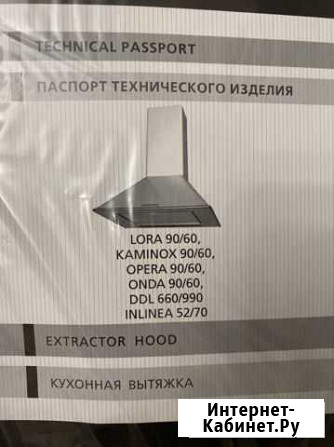 TECHNICAL PASSPORT
ПАСПОРТ ТЕХНИЧЕСКОГО ИЗДЕЛИЯ
LORA 90/60,
KAMINOX 90/60,
OPERA 90/60,
ONDA 90/60,
DDL 660/990
INLINEA 52/70
EXTRACTOR HOOD
КУХОННАЯ ВЫТЯЖКА
Интернет-
Кабинет.Ру